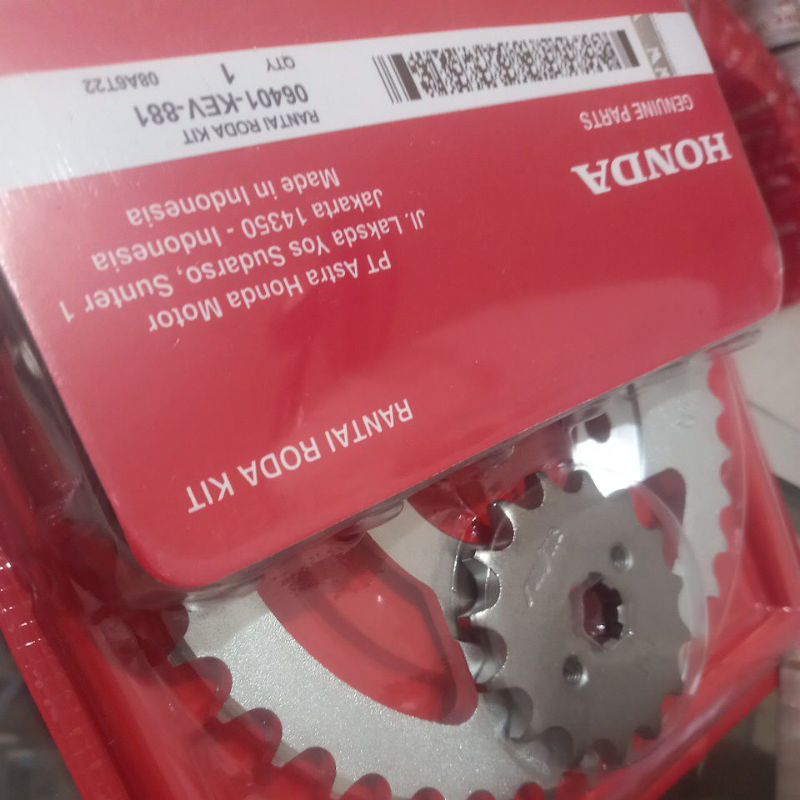 HONDA
GENUINE PARTS
RANTAI RODA KIT
06401-KEV-881
QTY
1
08A6T22
PT Astra Honda Motor
Jl. Laksda Yos Sudarso, Sunter 1
Jakarta 14350 - Indonesia
Made in Indonesia
RANTAI RODA KIT